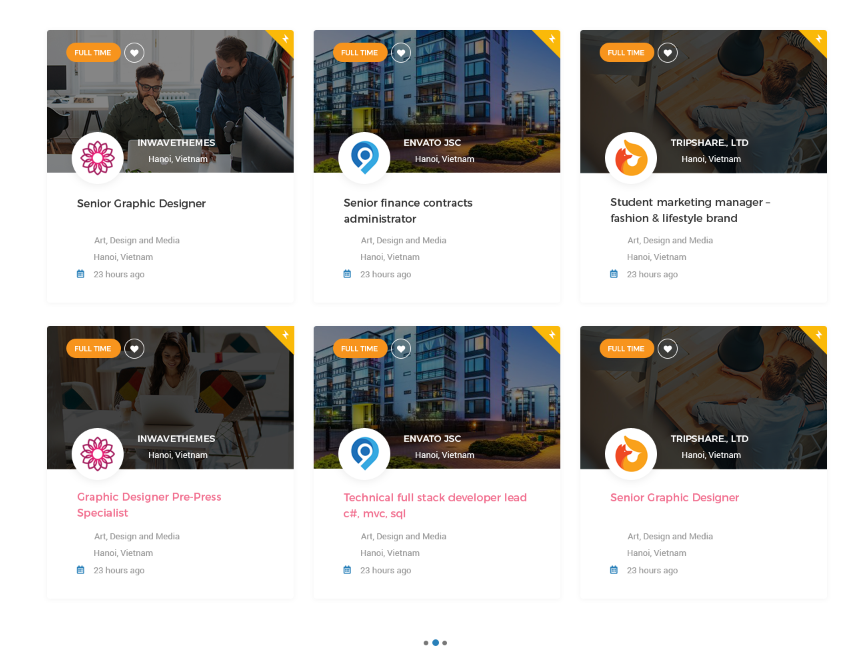 FULL TIME
INWAVETHEMES
Hanoi, Vietnam
Senior Graphic Designer
Art, Design and Media
Hanoi, Vietnam
23 hours ago
FULL TIME
ENVATO JSC
Hanoi, Vietnam
Senior finance contracts
administrator
Art, Design and Media
Hanoi, Vietnam
23 hours ago
FULL TIME
TRIPSHARE., LTD
Hanoi, Vietnam
Student marketing manager –
fashion & lifestyle brand
Art, Design and Media
Hanoi, Vietnam
23 hours ago
FULL TIME
INWAVETHEMES
Hanoi, Vietnam
Graphic Designer Pre-Press
Specialist
Art, Design and Media
Hanoi, Vietnam
23 hours ago
FULL TIME
ENVATO JSC
Hanoi, Vietnam
Technical full stack developer lead
c#, mvc, sql
Art, Design and Media
Hanoi, Vietnam
23 hours ago
FULL TIME
TRIPSHARE., LTD
Hanoi, Vietnam
Senior Graphic Designer
Art, Design and Media
Hanoi, Vietnam
23 hours ago